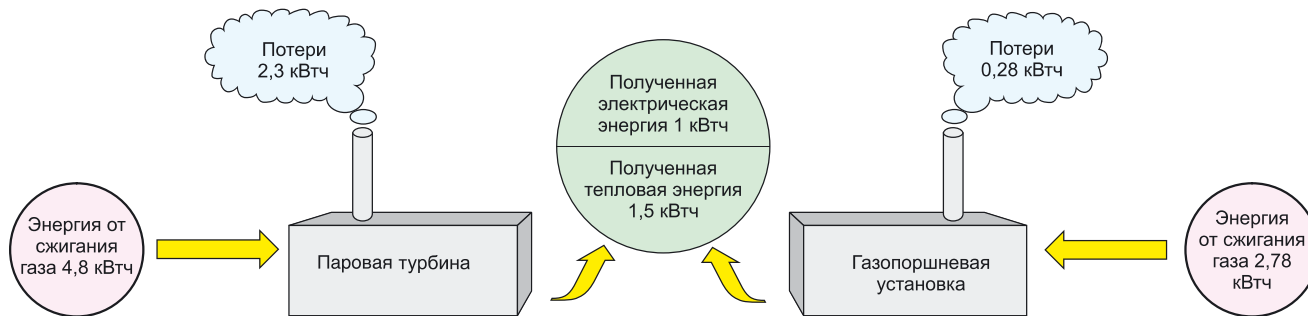 Потери
2,3 кВтч
Потери
0,28 кВтч
Полученная
электрическая
энергия 1 кВтч
Полученная
тепловая энергия
1,5 кВтч
Энергия от
сжигания
газа 4,8 кВтч
Паровая турбина
Газопоршневая
установка
Энергия
от сжигания
газа 2,78
кВтч